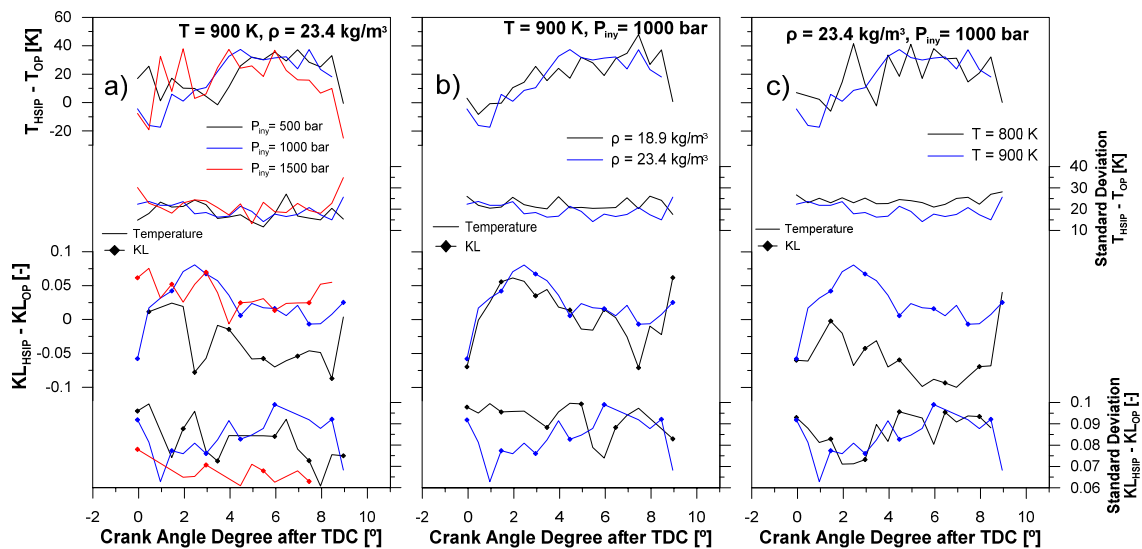 T = 900 K, ρ = 23.4 kg/m³
T = 900 K, Pᵢₙᵧ= 1000 bar
ρ = 23.4 kg/m³, Pᵢₙᵧ= 1000 bar
T_HSIP - T_OP [K]
60
40
20
0
-20
a)
b)
c)
P_iny= 500 bar
P_iny= 1000 bar
P_iny= 1500 bar
ρ = 18.9 kg/m³
ρ = 23.4 kg/m³
T = 800 K
T = 900 K
40
30
20
10
Standard Deviation
T_HSIP - T_OP [K]
Temperature
KL
Temperature
KL
Temperature
KL
KL_HSIP - KL_OP [-]
0.1
0.05
0
-0.05
-0.1
0.1
0.09
0.08
0.07
0.06
Standard Deviation
KL_HSIP - KL_OP [-]
-2 0 2 4 6 8 10
-2 0 2 4 6 8 10
-2 0 2 4 6 8 10
Crank Angle Degree after TDC [º]
Crank Angle Degree after TDC [º]
Crank Angle Degree after TDC [º]